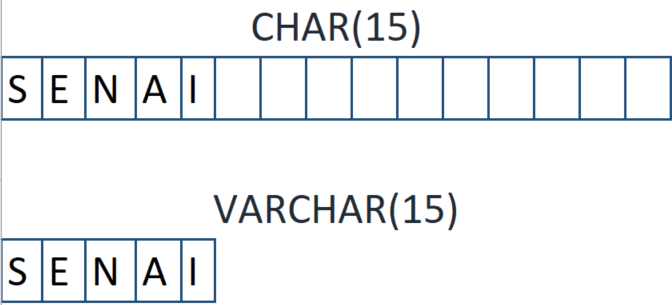 CHAR(15)
S E N A I
VARCHAR(15)
S E N A I